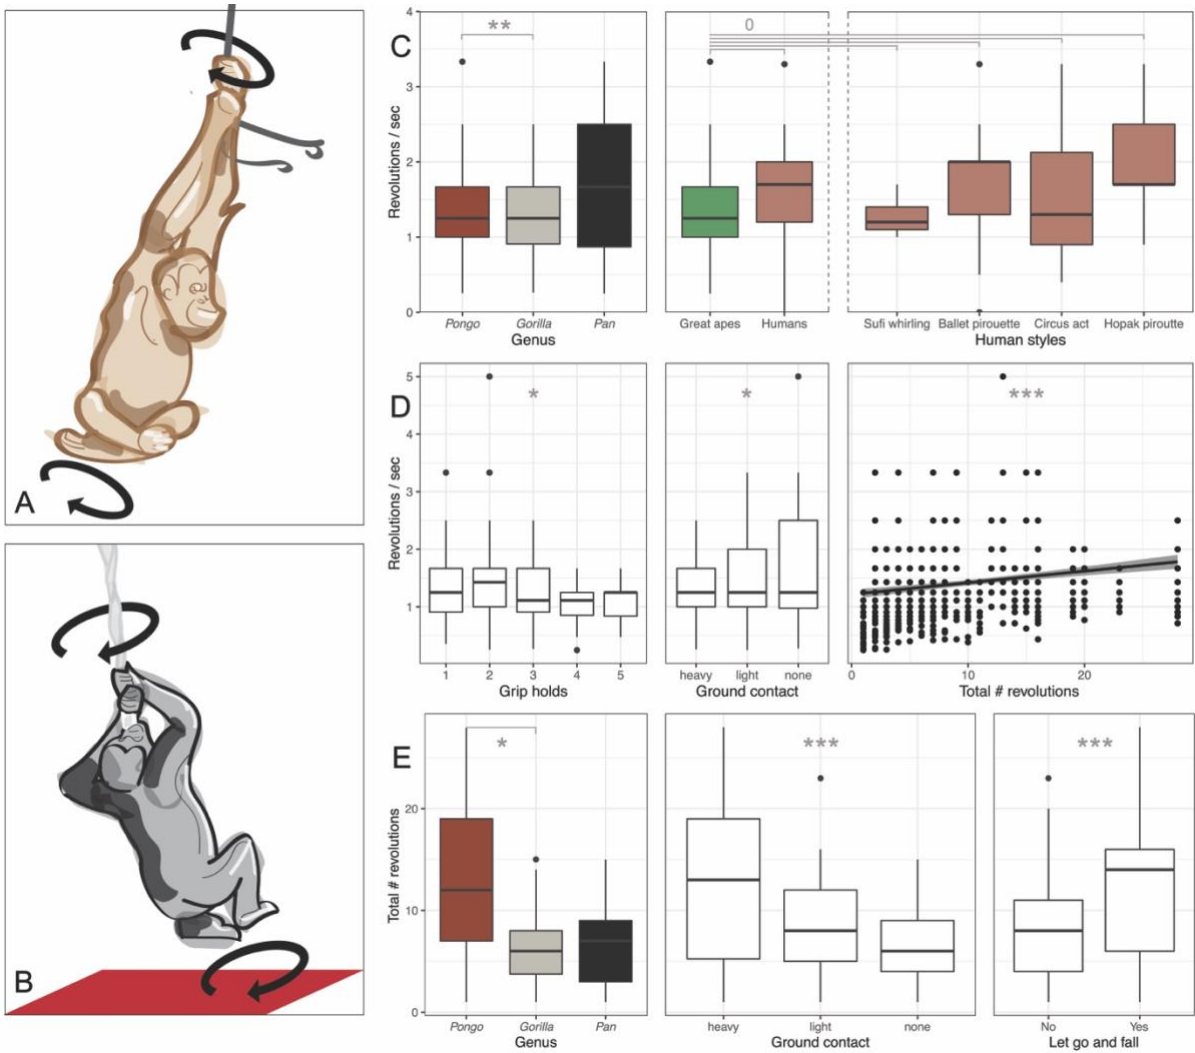 A
B
C
Revolutions / sec
4
3
2
1
0
**
Pongo
Gorilla
Pan
Genus
0
Great apes
Humans
Sufi whirling
Ballet pirouette
Circus act
Hopak piroutte
Human styles
D
Revolutions / sec
5
4
3
2
1
*
1
2
3
4
5
Grip holds
*
heavy
light
none
Ground contact
***
0
10
20
Total # revolutions
E
Total # revolutions
20
10
0
*
Pongo
Gorilla
Pan
Genus
***
heavy
light
none
Ground contact
***
No
Yes
Let go and fall